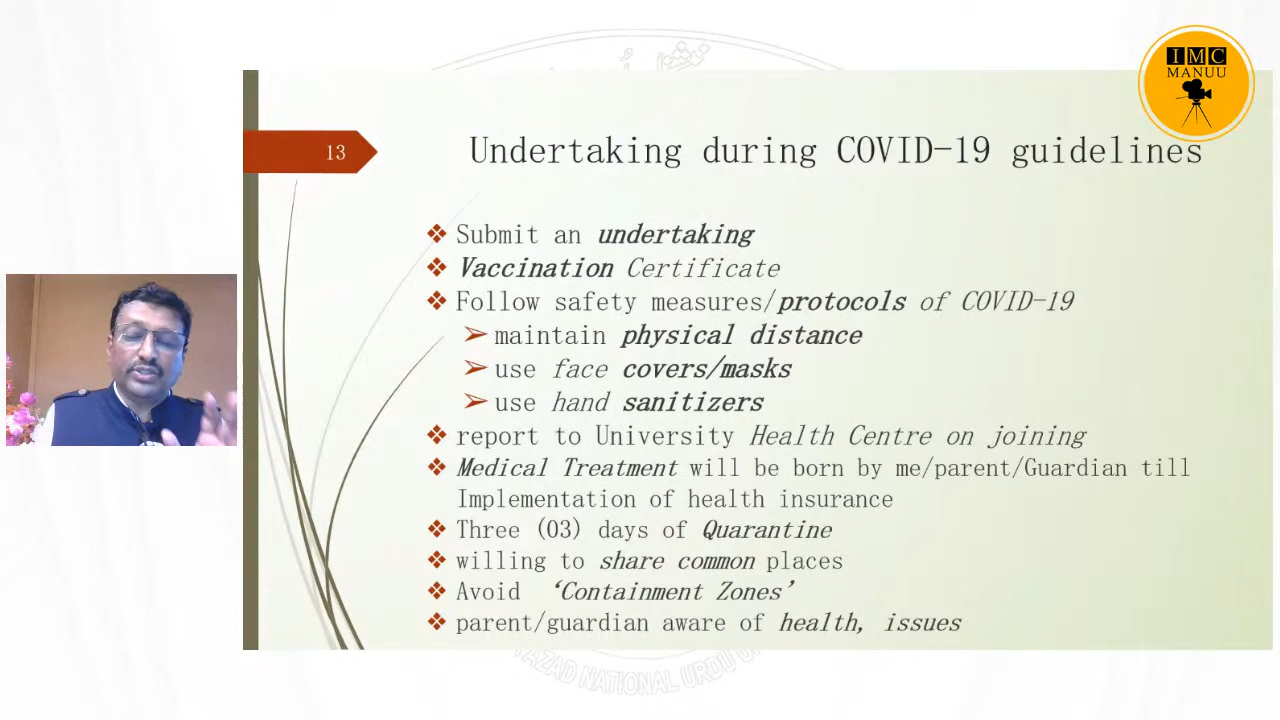 IMC
MANUU
13
Undertaking during COVID-19 guidelines
Submit an undertaking
Vaccination Certificate
Follow safety measures/protocols of COVID-19
maintain physical distance
use face covers/masks
use hand sanitizers
report to University Health Centre on joining
Medical Treatment will be born by me/parent/Guardian till
Implementation of health insurance
Three (03) days of Quarantine
willing to share common places
Avoid ‘Containment Zones’
parent/guardian aware of health, issues
AZAD NATIONAL URDU